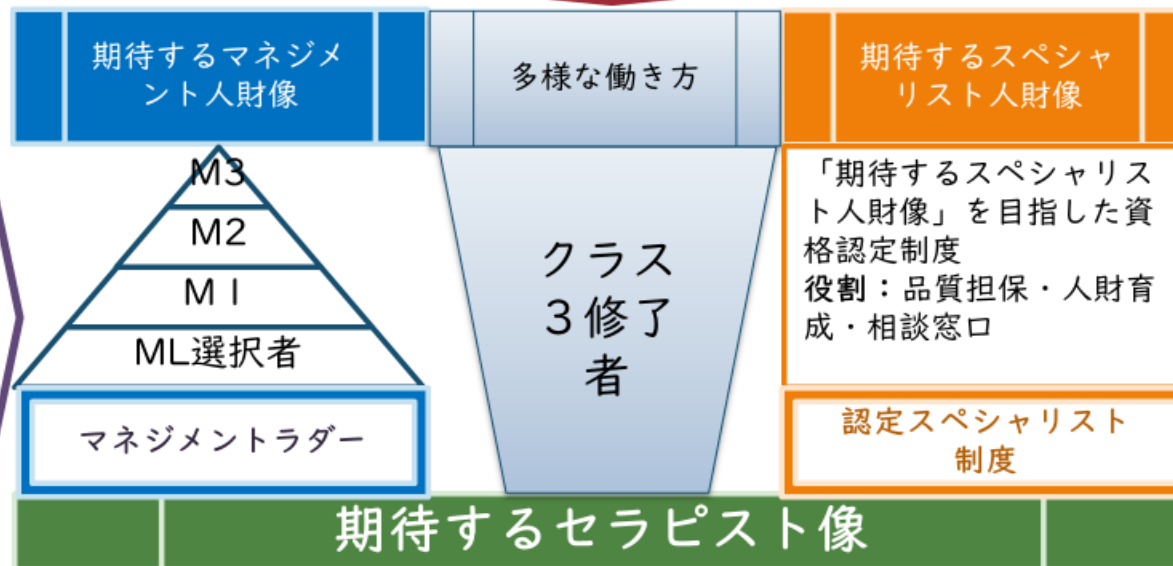 期待するマネジメ
ント人財像
多様な働き方
期待するスペシャ
リスト人財像
M3
M2
M1
ML選択者
クラス
3修了
者
「期待するスペシャリス
ト人財像」を目指した資
格認定制度
役割：品質担保・人財育
成・相談窓口
マネジメントラダー
認定スペシャリスト
制度
期待するセラピスト像